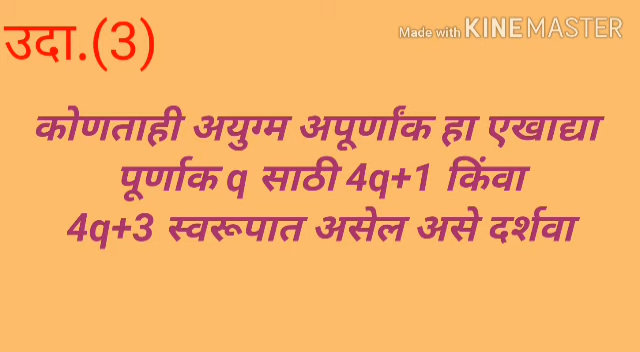 उदा.(3)
Made with KINEMASTER
कोणताही अयुग्म अपूर्णांक हा एखाद्या
पूर्णाक q साठी 4q+1 किंवा
4q+3 स्वरूपात असेल असे दर्शवा